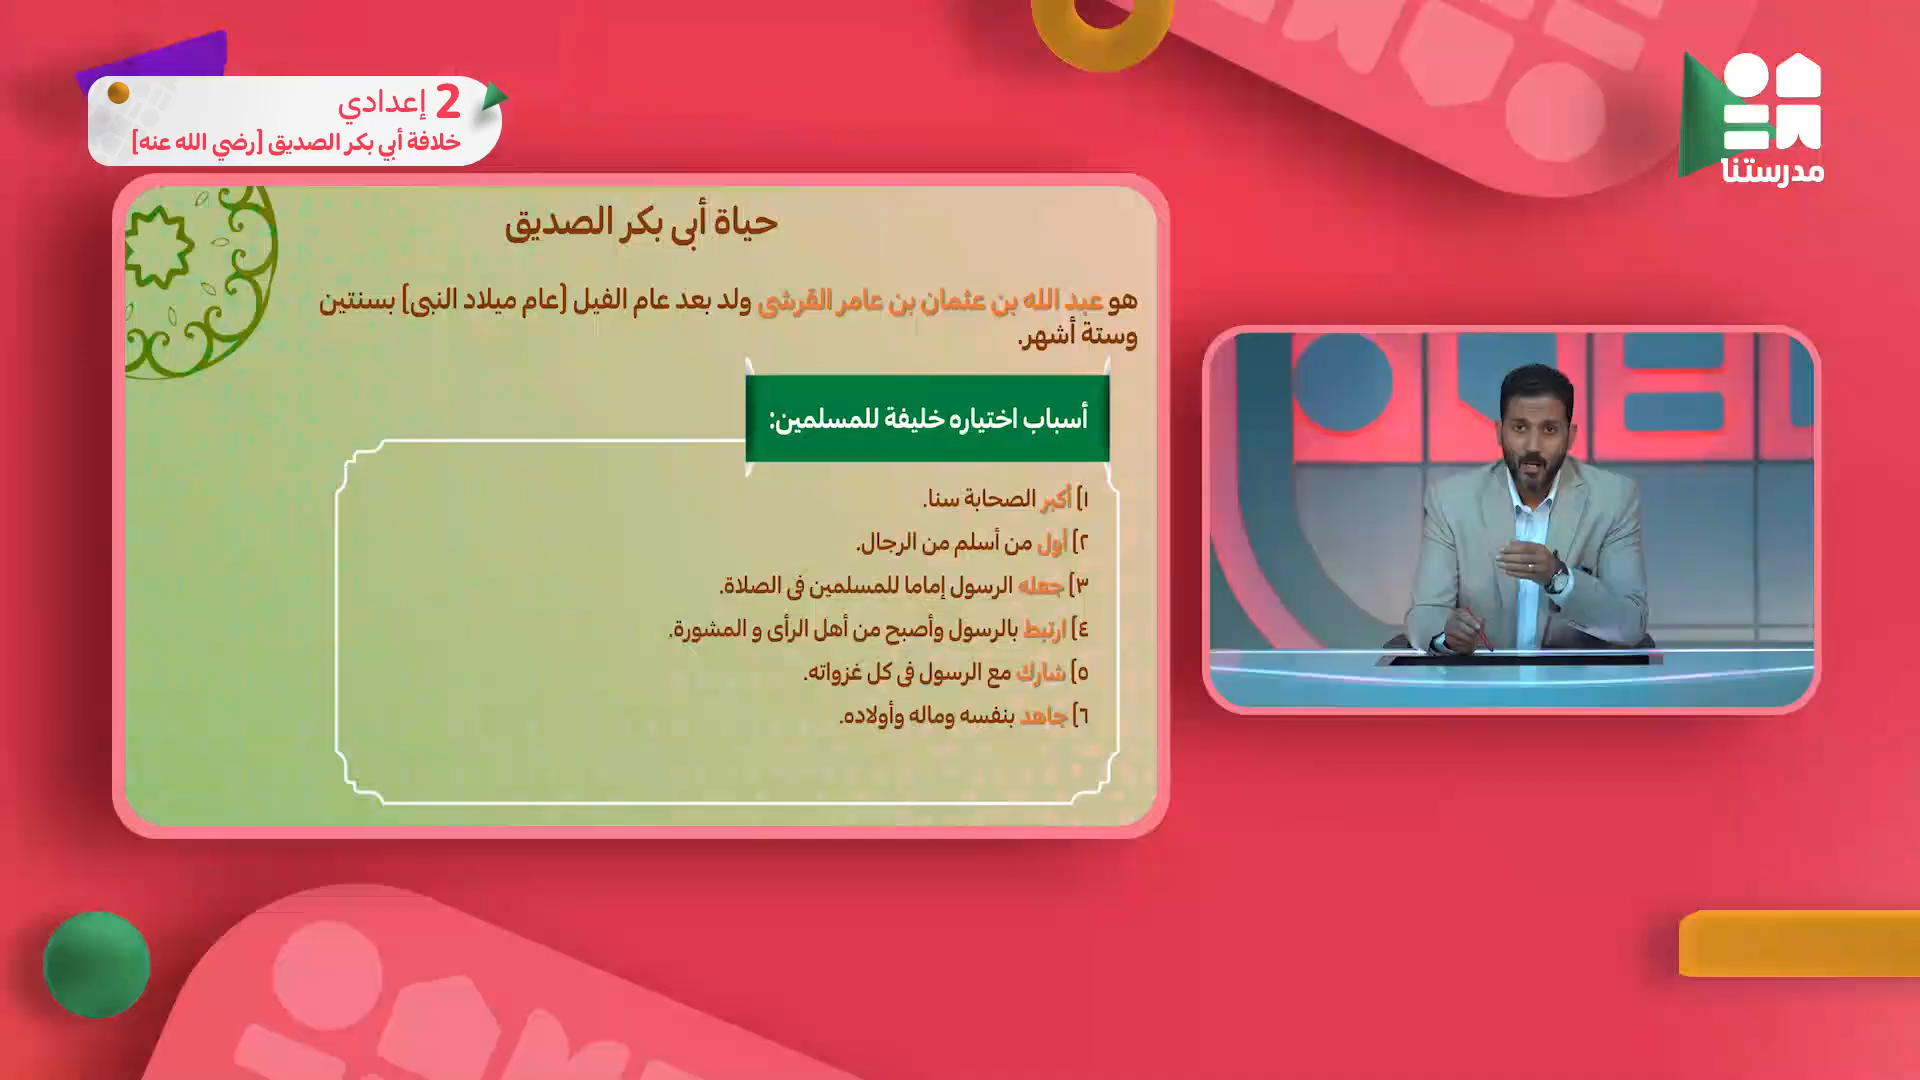 2 إعدادي
خلافة أبي بكر الصديق [رضي الله عنه]
مدرستنا
حياة أبى بكر الصديق
هو عبد الله بن عثمان بن عامر القرشى ولد بعد عام الفيل (عام ميلاد النبى) بسنتين
وستة أشهر.
أسباب اختياره خليفة للمسلمين:
١) أكبر الصحابة سنا.
٢) أول من أسلم من الرجال.
٣) جعله الرسول إماما للمسلمين فى الصلاة.
٤) ارتبط بالرسول وأصبح من أهل الرأى و المشورة.
٥) شارك مع الرسول فى كل غزواته.
٦) جاهد بنفسه وماله وأولاده.